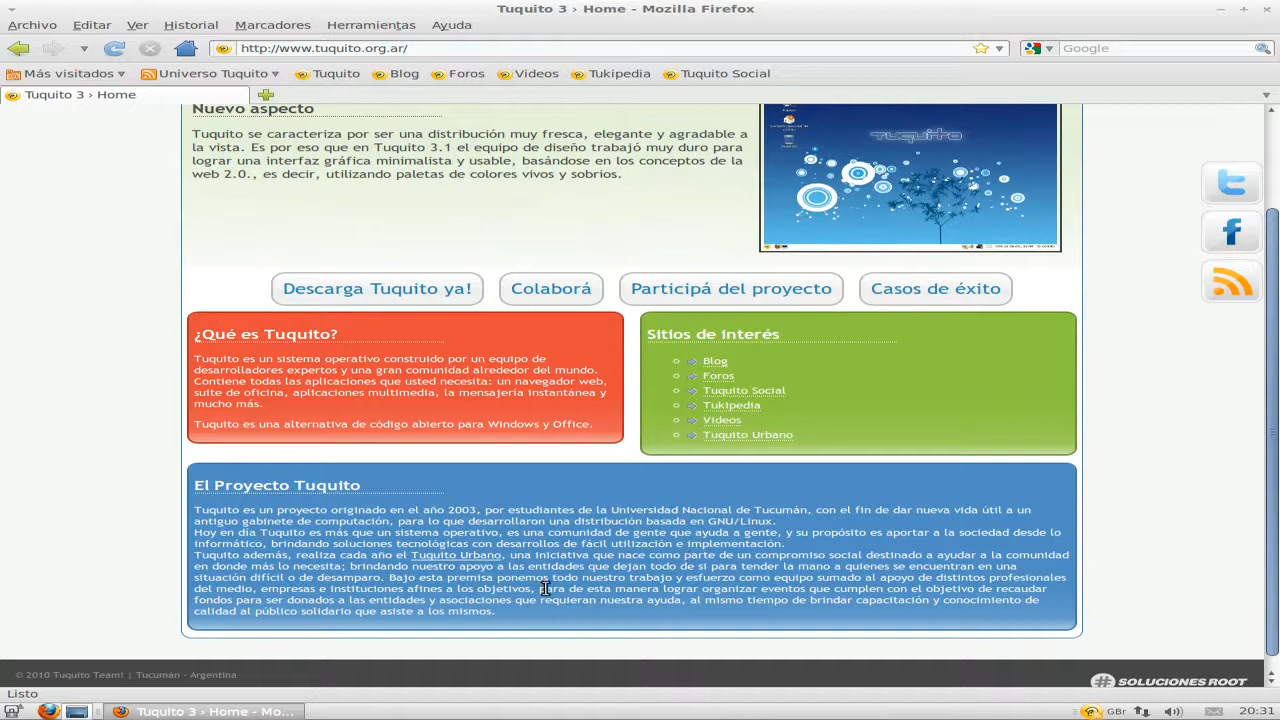 Tuquito 3 › Home - Mozilla Firefox
Archivo Editar Ver Historial Marcadores Herramientas Ayuda
http://www.tuquito.org.ar/
Google
Más visitados Universo Tuquito Tuquito Blog Foros Videos Tukipedia Tuquito Social
Tuquito 3 › Home
Nuevo aspecto
Tuquito se caracteriza por ser una distribución muy fresca, elegante y agradable a
la vista. Es por eso que en Tuquito 3.1 el equipo de diseño trabajó muy duro para
lograr una interfaz gráfica minimalista y usable, basándose en los conceptos de la
web 2.0., es decir, utilizando paletas de colores vivos y sobrios.
TUQUITO
Descarga Tuquito ya! Colaborá Participá del proyecto Casos de éxito
¿Qué es Tuquito?
Tuquito es un sistema operativo construido por un equipo de
desarrolladores expertos y una gran comunidad alrededor del mundo.
Contiene todas las aplicaciones que usted necesita: un navegador web,
suite de oficina, aplicaciones multimedia, la mensajería instantánea y
mucho más.
Tuquito es una alternativa de código abierto para Windows y Office.
Sitios de interés
Blog
Foros
Tuquito Social
Tukipedia
Videos
Tuquito Urbano
El Proyecto Tuquito
Tuquito es un proyecto originado en el año 2003, por estudiantes de la Universidad Nacional de Tucumán, con el fin de dar nueva vida útil a un
antiguo gabinete de computación, para lo que desarrollaron una distribución basada en GNU/Linux.
Hoy en día Tuquito es más que un sistema operativo, es una comunidad de gente que ayuda a gente, y su propósito es aportar a la sociedad desde lo
informático, brindando soluciones tecnológicas con desarrollos de fácil utilización e implementación.
Tuquito además, realiza cada año el Tuquito Urbano, una iniciativa que nace como parte de un compromiso social destinado a ayudar a la comunidad
en donde más lo necesita; brindando nuestro apoyo a las entidades que dejan todo de si para tender la mano a quienes se encuentran en una
situación difícil o de desamparo. Bajo esta premisa ponemos todo nuestro trabajo y esfuerzo como equipo sumado al apoyo de distintos profesionales
del medio, empresas e instituciones afines a los objetivos, para de esta manera lograr organizar eventos que cumplen con el objetivo de recaudar
fondos para ser donados a las entidades y asociaciones que requieran nuestra ayuda, al mismo tiempo de brindar capacitación y conocimiento de
calidad al público solidario que asiste a los mismos.
© 2010 Tuquito Team! | Tucumán - Argentina
SOLUCIONES ROOT
Listo
Tuquito 3 › Home - Mo...
GBr
20:31